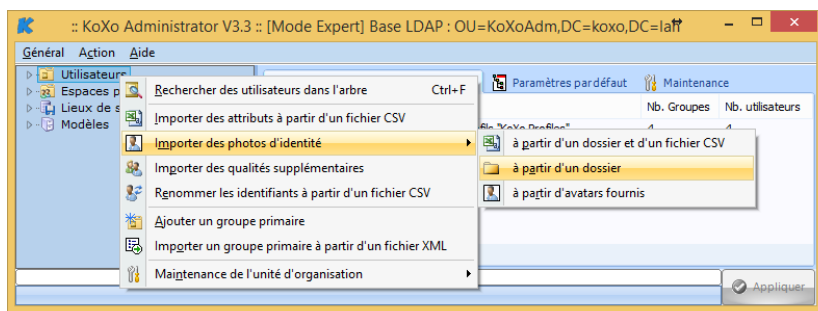 :: KoXo Administrator V3.3 :: [Mode Expert] Base LDAP : OU=KoXoAdm,DC=koxo,DC=lan
Général Action Aide
Utilisateurs
Espaces p
Lieux de s
Modèles
Paramètres par défaut Maintenance
Nb. Groupes Nb. utilisateurs
Rechercher des utilisateurs dans l'arbre Ctrl+F
Importer des attributs à partir d'un fichier CSV
Importer des photos d'identité
Importer des qualités supplémentaires
Renommer les identifiants à partir d'un fichier CSV
Ajouter un groupe primaire
Importer un groupe primaire à partir d'un fichier XML
Maintenance de l'unité d'organisation
à partir d'un dossier et d'un fichier CSV
à partir d'un dossier
à partir d'avatars fournis
Appliquer